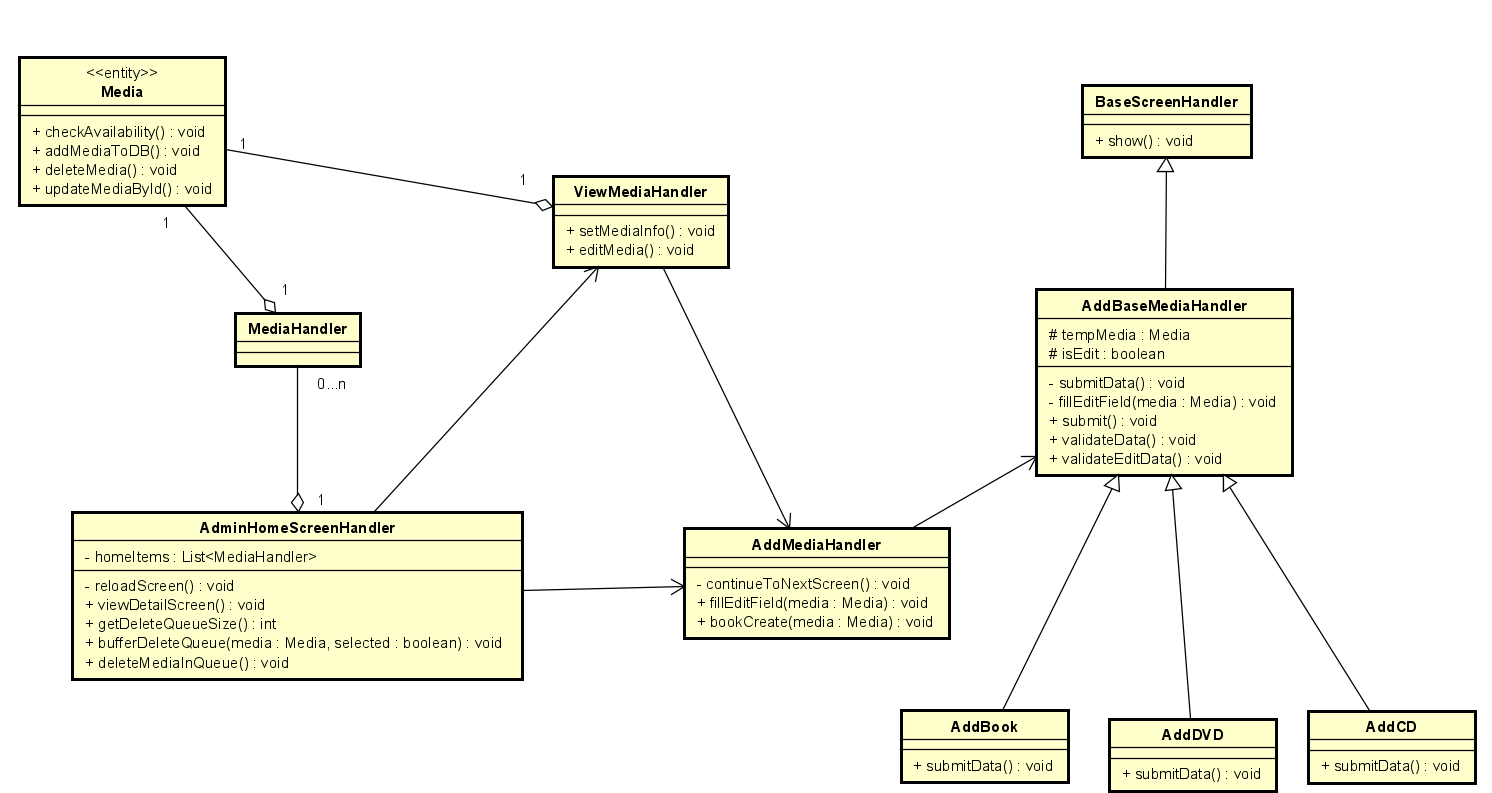 <<entity>>
Media
+ checkAvailability() : void
+ addMediaToDB() : void
+ deleteMedia() : void
+ updateMediaById() : void
1
1
ViewMediaHandler
+ setMediaInfo() : void
+ editMedia() : void
1
1
MediaHandler
0...n
1
AdminHomeScreenHandler
- homeItems : List<MediaHandler>
- reloadScreen() : void
+ viewDetailScreen() : void
+ getDeleteQueueSize() : int
+ bufferDeleteQueue(media : Media, selected : boolean) : void
+ deleteMediaInQueue() : void
AddMediaHandler
- continueToNextScreen() : void
+ fillEditField(media : Media) : void
+ bookCreate(media : Media) : void
BaseScreenHandler
+ show() : void
AddBaseMediaHandler
# tempMedia : Media
# isEdit : boolean
- submitData() : void
- fillEditField(media : Media) : void
+ submit() : void
+ validateData() : void
+ validateEditData() : void
AddBook
+ submitData() : void
AddDVD
+ submitData() : void
AddCD
+ submitData() : void